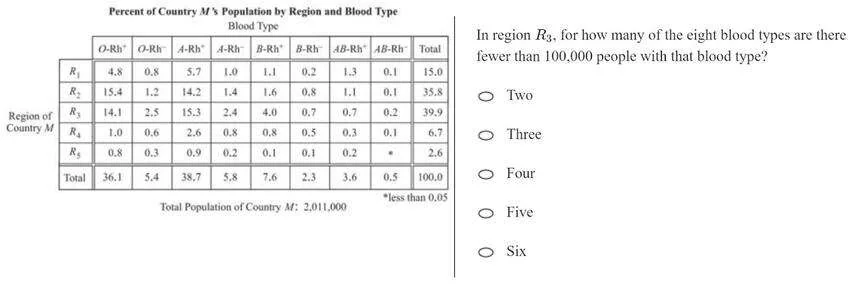 Percent of Country M's Population by Region and Blood Type
Blood Type
O-Rh⁺ O-Rh⁻ A-Rh⁺ A-Rh⁻ B-Rh⁺ B-Rh⁻ AB-Rh⁺ AB-Rh⁻ Total
R₁ 4.8 0.8 5.7 1.0 1.1 0.2 1.3 0.1 15.0
R₂ 15.4 1.2 14.2 1.4 1.6 0.8 1.1 0.1 35.8
Region of Country M
R₃ 14.1 2.5 15.3 2.4 4.0 0.7 0.7 0.2 39.9
R₄ 1.0 0.6 2.6 0.8 0.8 0.5 0.3 0.1 6.7
R₅ 0.8 0.3 0.9 0.2 0.1 0.1 0.2 * 2.6
Total 36.1 5.4 38.7 5.8 7.6 2.3 3.6 0.5 100.0
*less than 0.05
Total Population of Country M: 2,011,000
In region R₃, for how many of the eight blood types are there
fewer than 100,000 people with that blood type?
Two
Three
Four
Five
Six